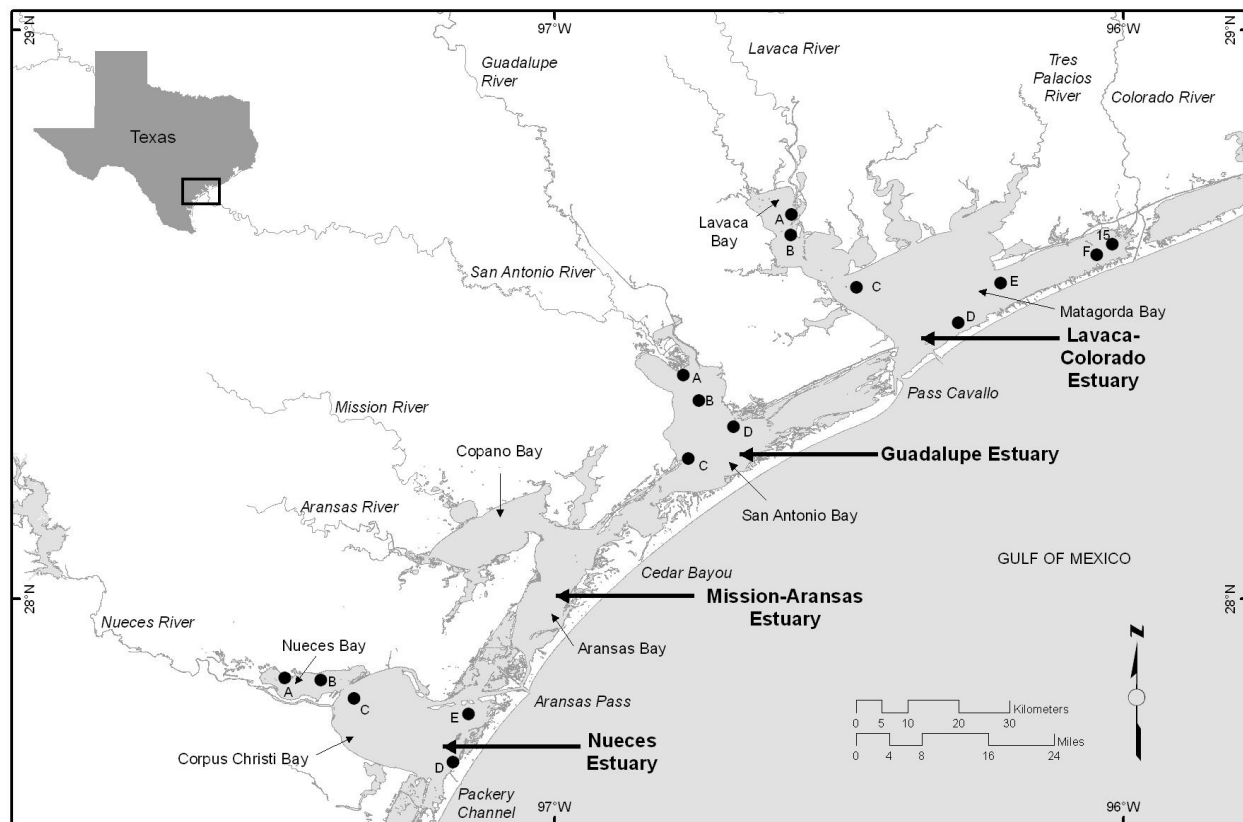 97°W
96°W
29°N
29°N
Guadalupe
River
Lavaca River
Tres
Palacios
River
Colorado River
Texas
Lavaca
Bay
A
B
15
F
C
E
D
Matagorda Bay
Lavaca-
Colorado
Estuary
San Antonio River
A
B
D
C
Pass Cavallo
Guadalupe Estuary
San Antonio Bay
Mission River
Copano Bay
Aransas River
GULF OF MEXICO
Cedar Bayou
Mission-Aransas
Estuary
Aransas Bay
28°N
28°N
Nueces River
Nueces Bay
A
B
C
E
D
Aransas Pass
Corpus Christi Bay
Nueces
Estuary
Packery
Channel
N
Kilometers
0 5 10 20 30
Miles
0 4 8 16 24
97°W
96°W